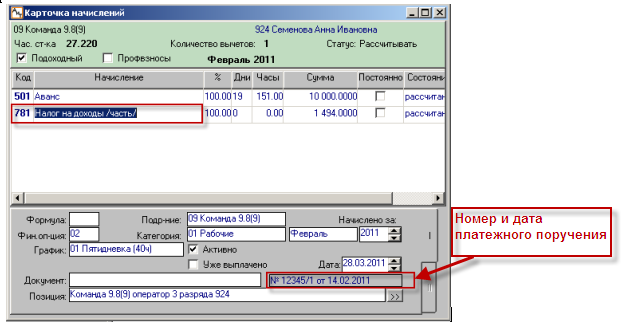 Карточка начислений
09 Команда 9.8(9) 924 Семенова Анна Ивановна
Час. ст-ка 27.220 Количество вычетов: 1 Статус: Рассчитывать
Подоходный Профвзносы Февраль 2011
Код Начисление % Дни Часы Сумма Постоянно Состояни
501 Аванс 100.00 19 151.00 10 000.0000 рассчитан
781 Налог на доходы /часть/ 100.00 0 0.00 1 494.0000 рассчитан
Формула: Подр-ние: 09 Команда 9.8(9) Начислено за:
Фин.оп-ция: 02 Категория: 01 Рабочие Февраль 2011
График: 01 Пятидневка (40ч) Активно
Уже выплачено Дата: 28.03.2011
Документ: № 12345/1 от 14.02.2011
Позиция: Команда 9.8(9) оператор 3 разряда 924 >>
Номер и дата
платежного поручения